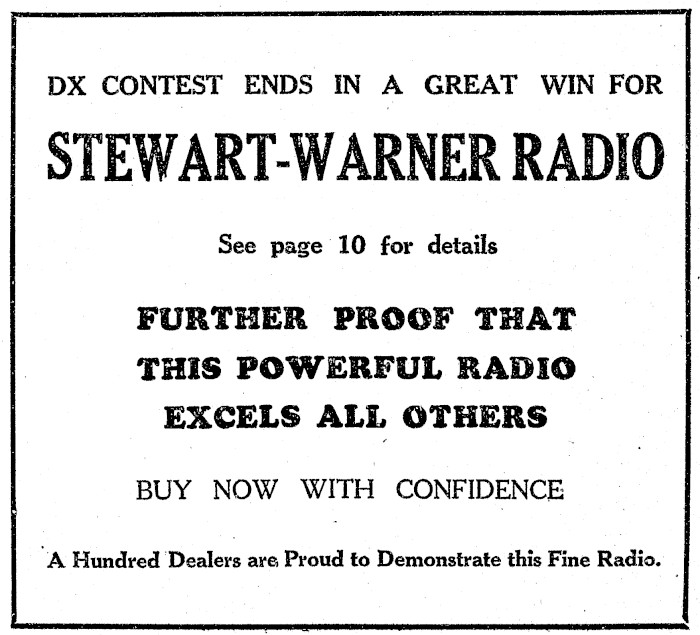 DX CONTEST ENDS IN A GREAT WIN FOR
STEWART-WARNER RADIO
See page 10 for details
FURTHER PROOF THAT
THIS POWERFUL RADIO
EXCELS ALL OTHERS
BUY NOW WITH CONFIDENCE
A Hundred Dealers are Proud to Demonstrate this Fine Radio.